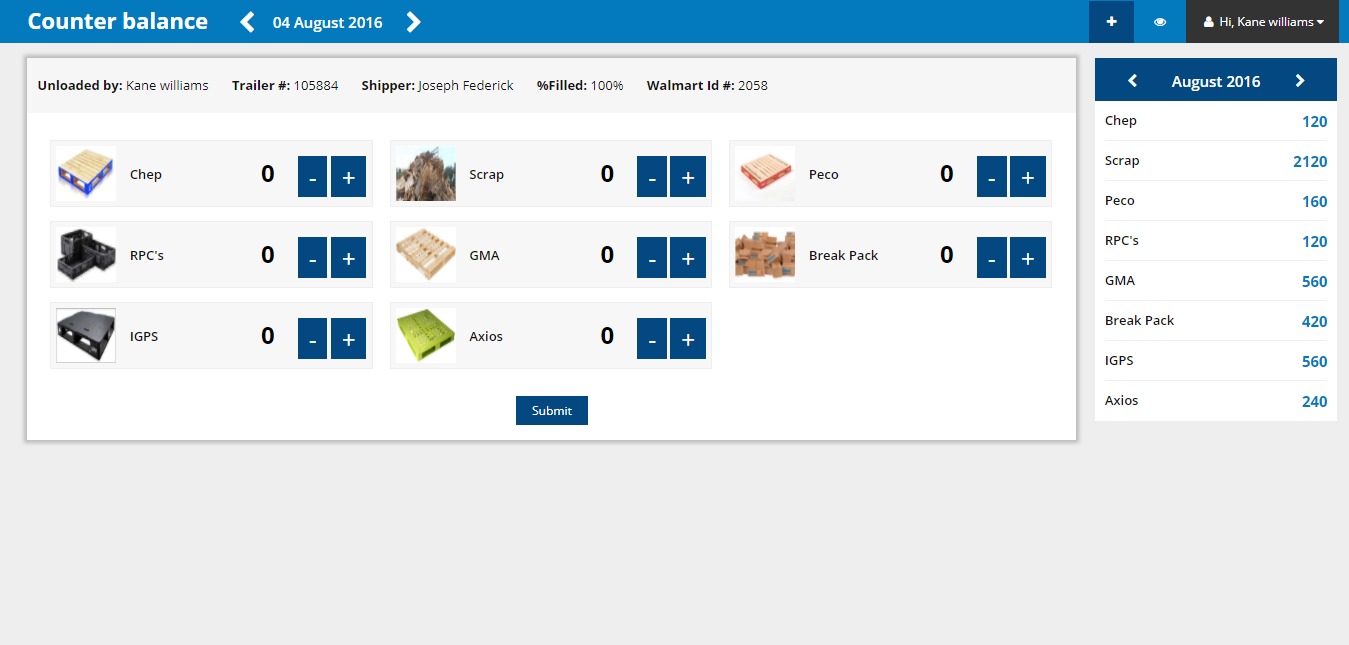 Counter balance
04 August 2016
+
Hi, Kane williams
Unloaded by: Kane williams Trailer #: 105884 Shipper: Joseph Federick %Filled: 100% Walmart Id #: 2058
Chep 0 - +
Scrap 0 - +
Peco 0 - +
RPC's 0 - +
GMA 0 - +
Break Pack 0 - +
IGPS 0 - +
Axios 0 - +
Submit
August 2016
Chep 120
Scrap 2120
Peco 160
RPC's 120
GMA 560
Break Pack 420
IGPS 560
Axios 240